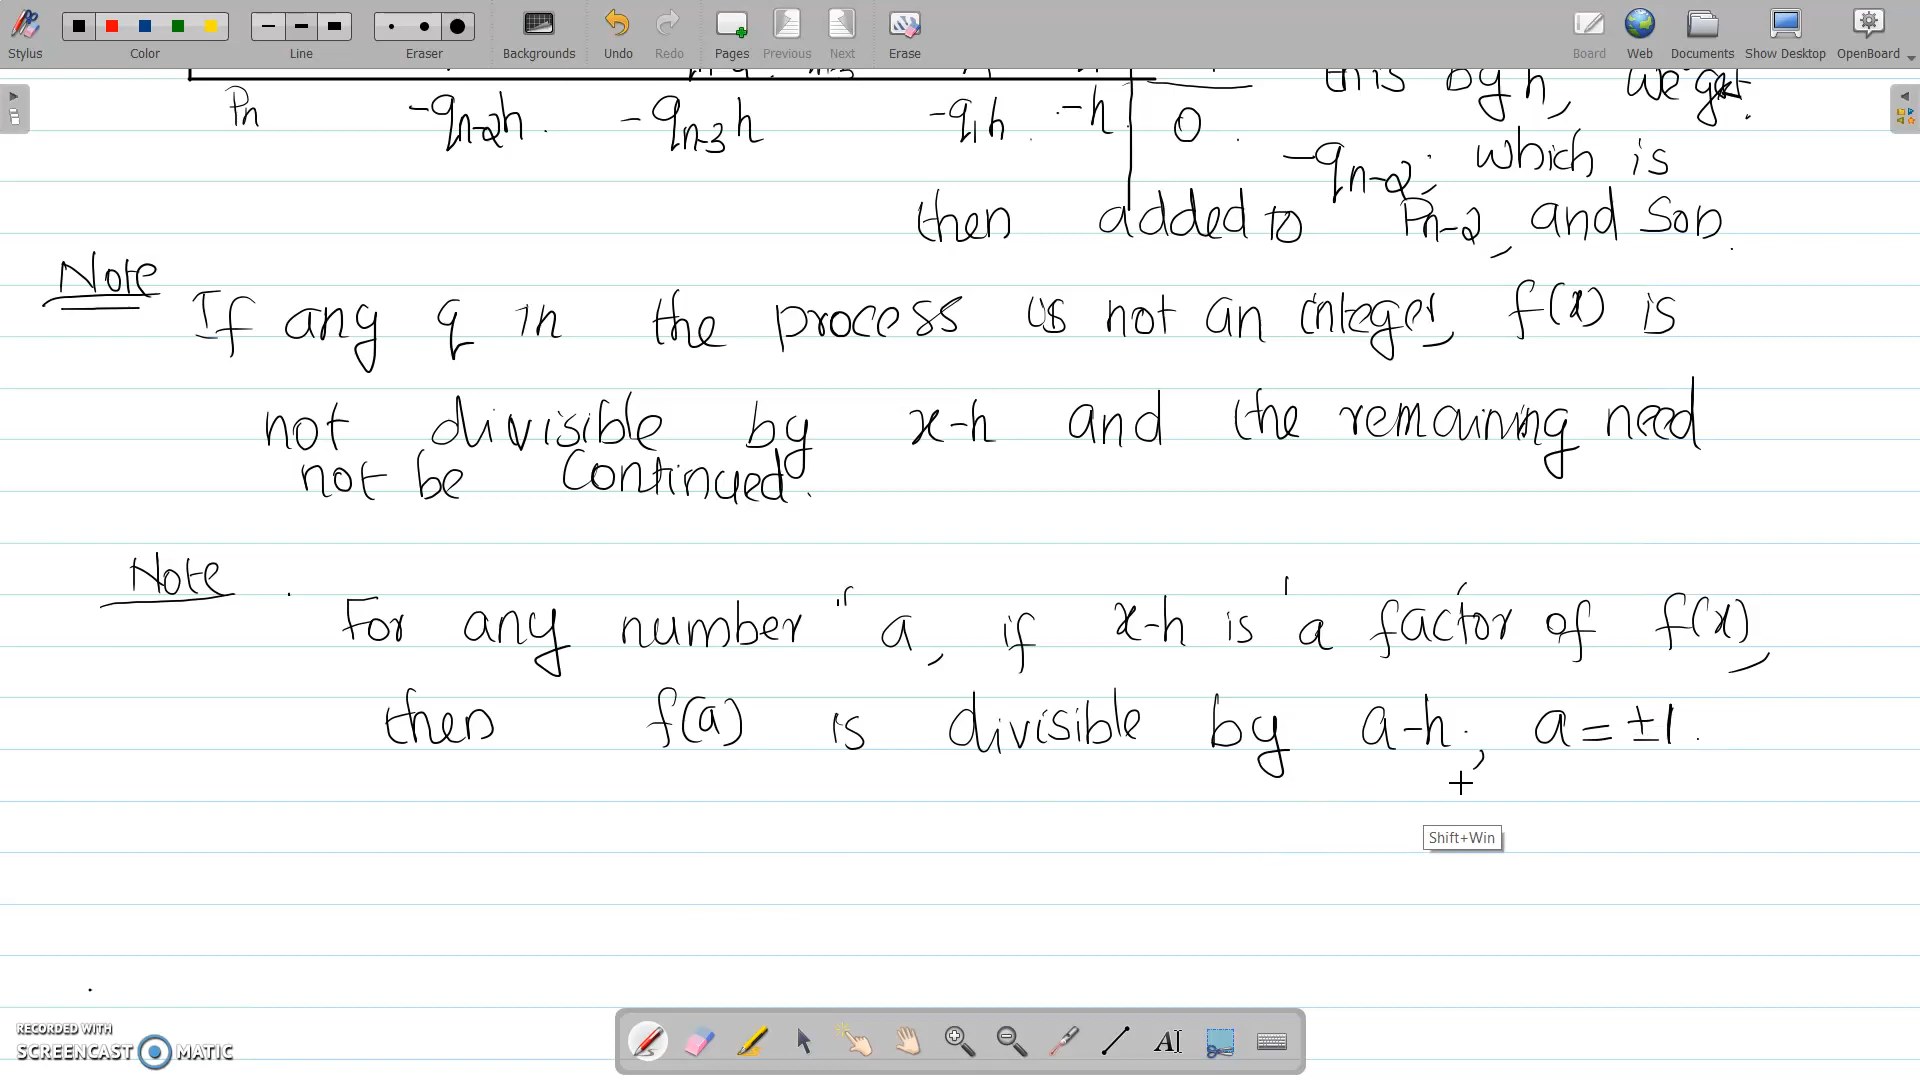 Stylus Color Line Eraser Backgrounds Undo Redo Pages Previous Next Erase Board Web Documents Show Desktop OpenBoard
this by h, we get.
Pn -qn-2h -qn-3h -q1h -h 0
-qn-2; which is
then added to Pn-2, and so on.
Note
If any q in the process is not an integer, f(x) is
not divisible by x-h and the remaining need
not be continued.
Note
For any number a, if x-h is a factor of f(x),
then f(a) is divisible by a-h; a=±1.
Shift+Win
RECORDED WITH
SCREENCAST MATIC
AI